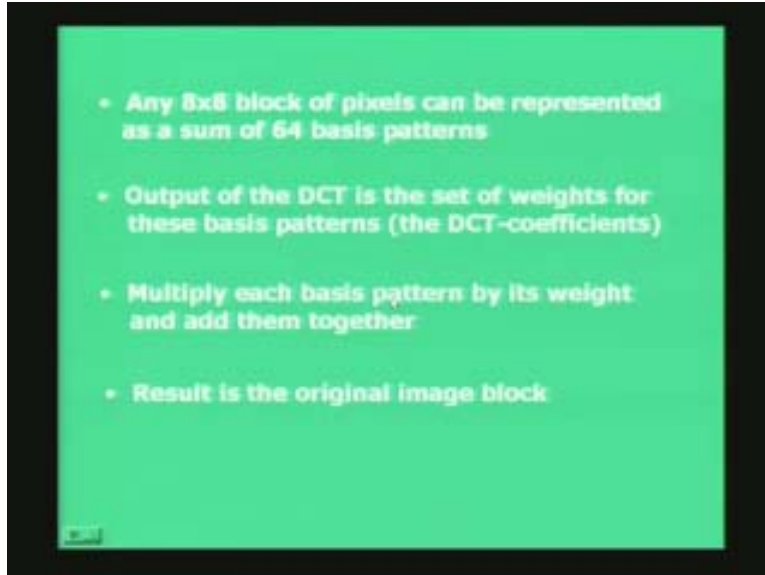 • Any 8x8 block of pixels can be represented
as a sum of 64 basis patterns
• Output of the DCT is the set of weights for
these basis patterns (the DCT-coefficients)
• Multiply each basis pattern by its weight
and add them together
• Result is the original image block